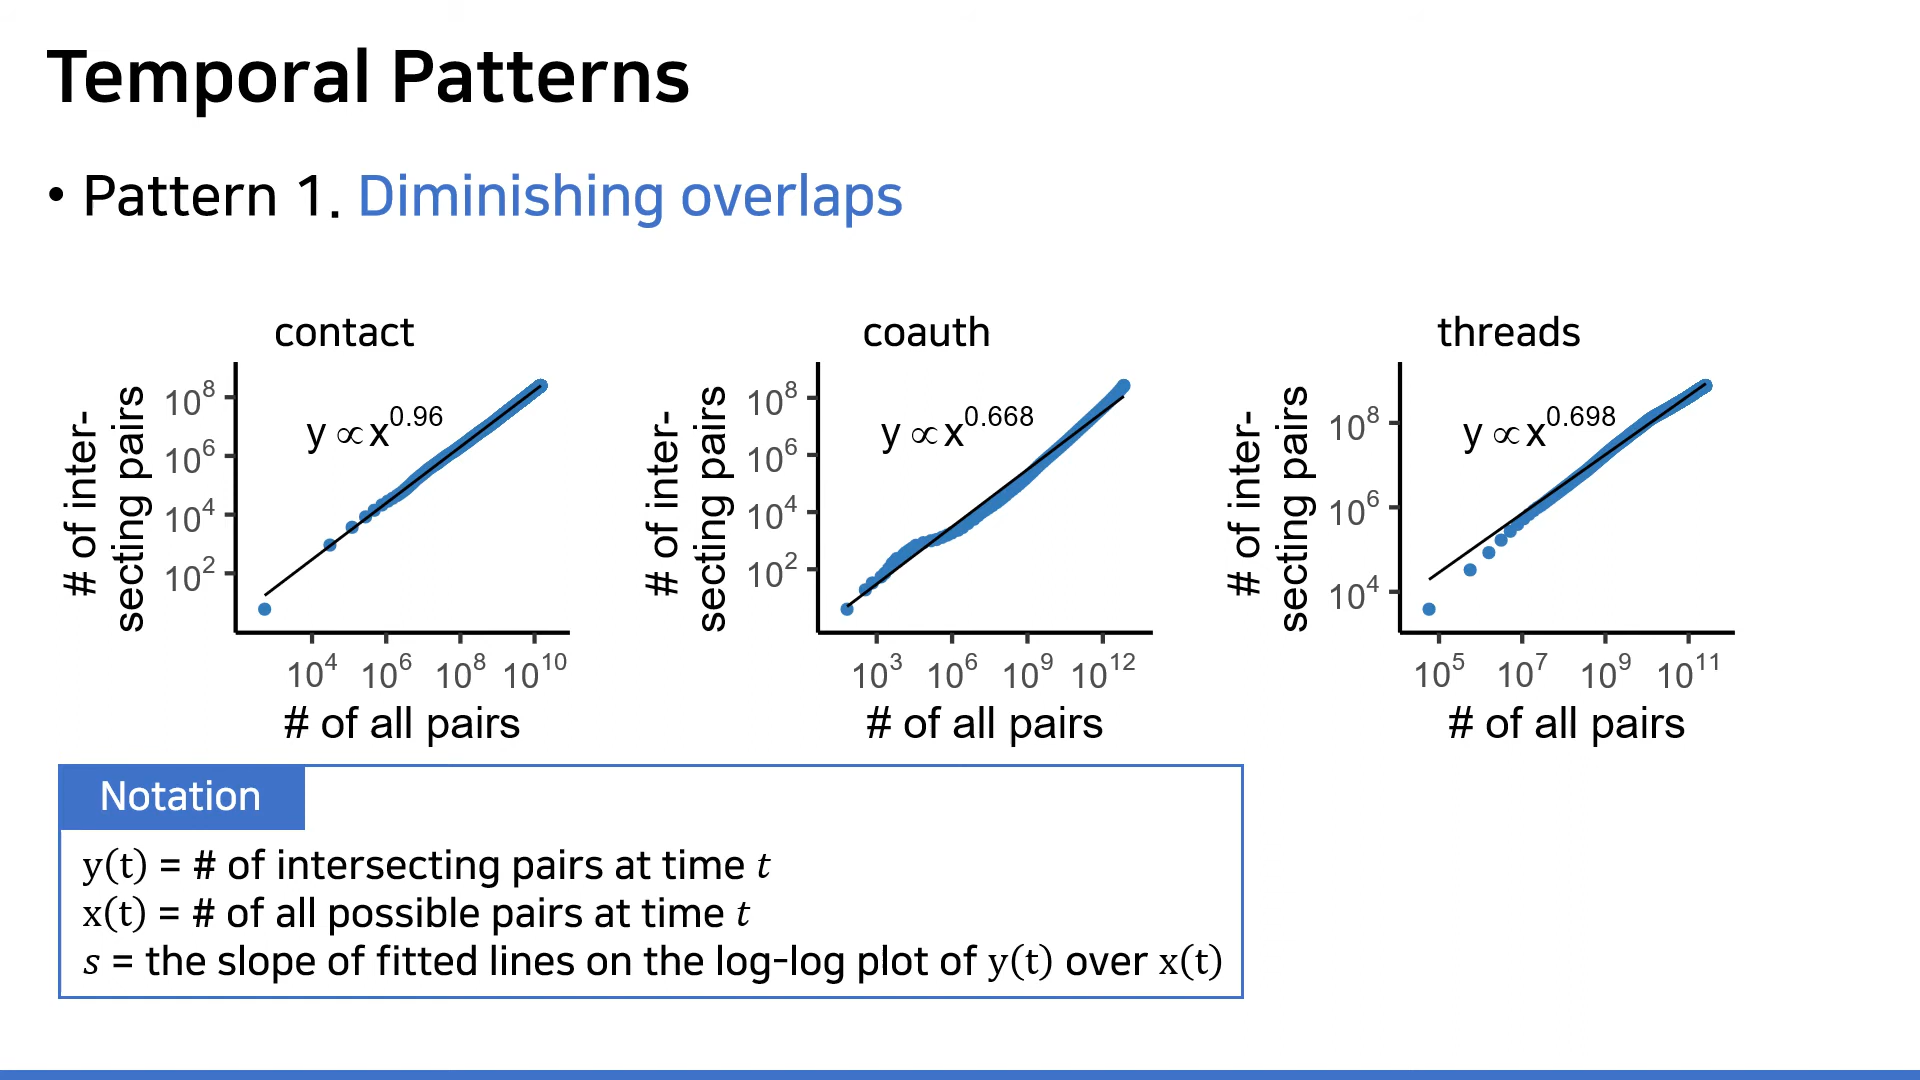 Temporal Patterns
• Pattern 1. Diminishing overlaps
contact
# of inter-
secting pairs
10^8
10^6
10^4
10^2
y ∝ x^0.96
10^4 10^6 10^8 10^10
# of all pairs
coauth
# of inter-
secting pairs
10^8
10^6
10^4
10^2
y ∝ x^0.668
10^3 10^6 10^9 10^12
# of all pairs
threads
# of inter-
secting pairs
10^8
10^6
10^4
y ∝ x^0.698
10^5 10^7 10^9 10^11
# of all pairs
Notation
y(t) = # of intersecting pairs at time t
x(t) = # of all possible pairs at time t
s = the slope of fitted lines on the log-log plot of y(t) over x(t)